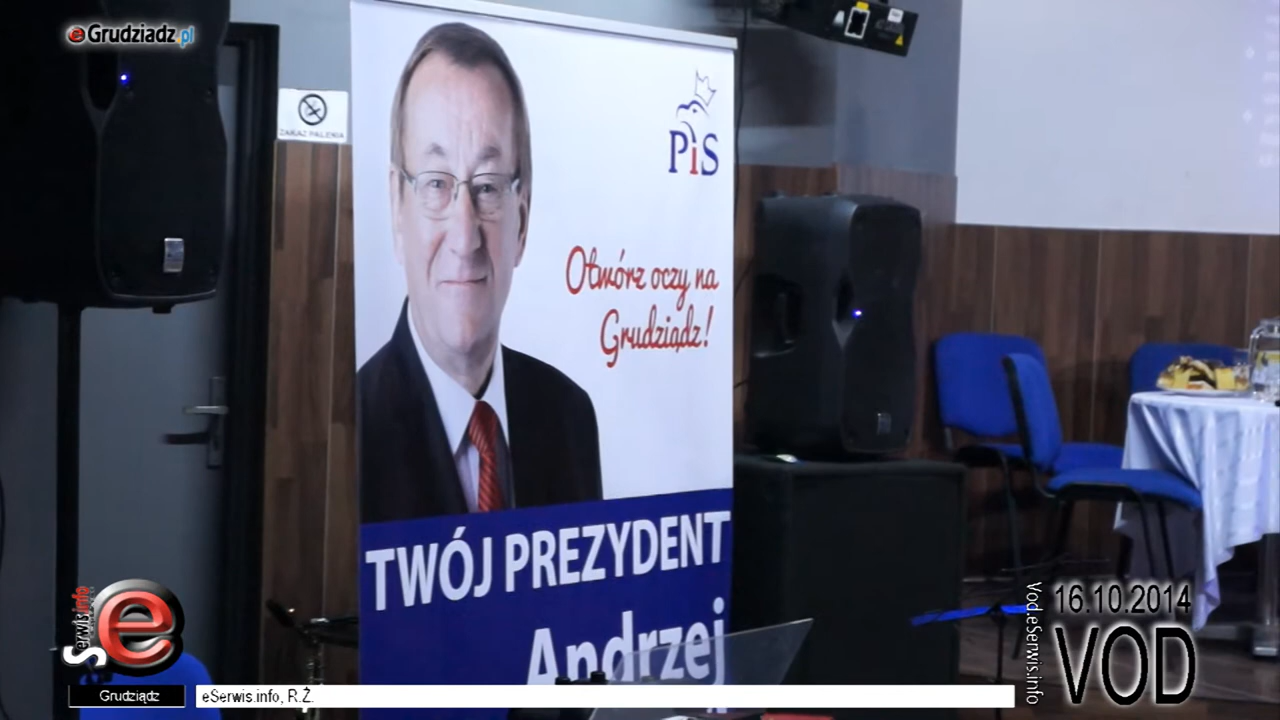 eGrudziadz.pl
ZAKAZ PALENIA
PiS
Otwórz oczy na
Grudziądz!
TWÓJ PREZYDENT
Andrzej
eSerwis.info
Grudziądz
eSerwis.info, R.Ż.
Vod.eSerwis.info
16.10.2014
VOD